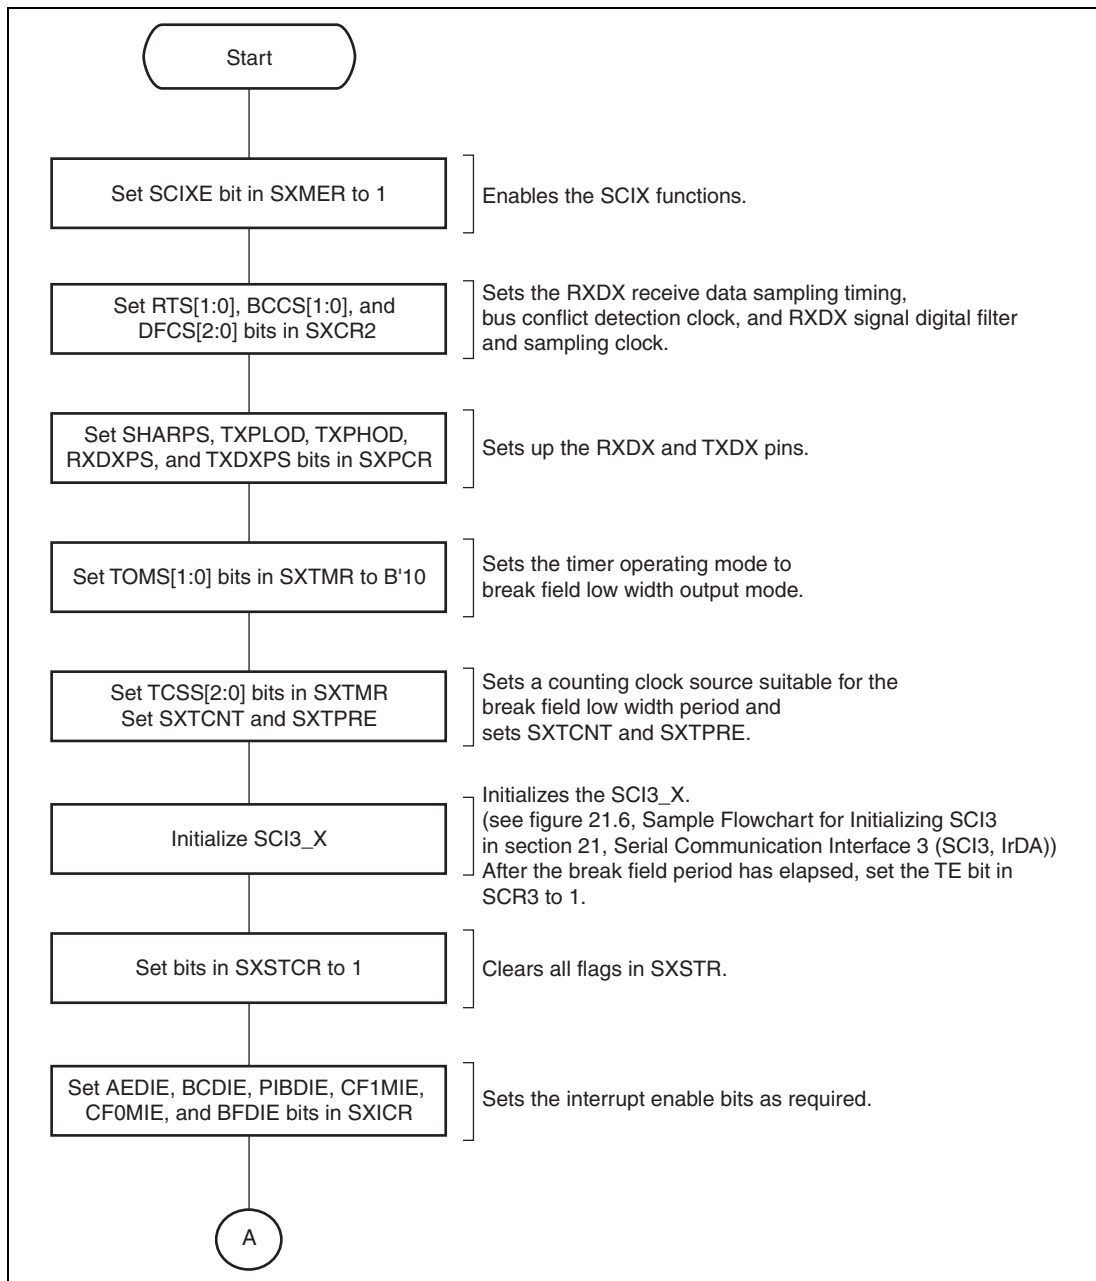 Start
Set SCIXE bit in SXMER to 1
Enables the SCIX functions.
Set RTS[1:0], BCCS[1:0], and
DFCS[2:0] bits in SXCR2
Sets the RXDX receive data sampling timing,
bus conflict detection clock, and RXDX signal digital filter
and sampling clock.
Set SHARPS, TXPLOD, TXPHOD,
RXDXPS, and TXDXPS bits in SXPCR
Sets up the RXDX and TXDX pins.
Set TOMS[1:0] bits in SXTMR to B'10
Sets the timer operating mode to
break field low width output mode.
Set TCSS[2:0] bits in SXTMR
Set SXTCNT and SXTPRE
Sets a counting clock source suitable for the
break field low width period and
sets SXTCNT and SXTPRE.
Initialize SCI3_X
Initializes the SCI3_X.
(see figure 21.6, Sample Flowchart for Initializing SCI3
in section 21, Serial Communication Interface 3 (SCI3, IrDA))
After the break field period has elapsed, set the TE bit in
SCR3 to 1.
Set bits in SXSTCR to 1
Clears all flags in SXSTR.
Set AEDIE, BCDIE, PIBDIE, CF1MIE,
CF0MIE, and BFDIE bits in SXICR
Sets the interrupt enable bits as required.
A